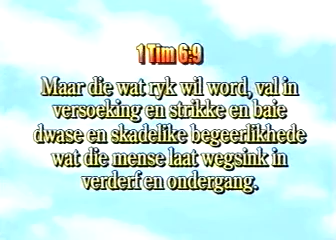 1 Tim 6:9
Maar die wat ryk wil word, val in
versoeking en strikke en baie
dwase en skadelike begeerlikhede
wat die mense laat wegsink in
verderf en ondergang.